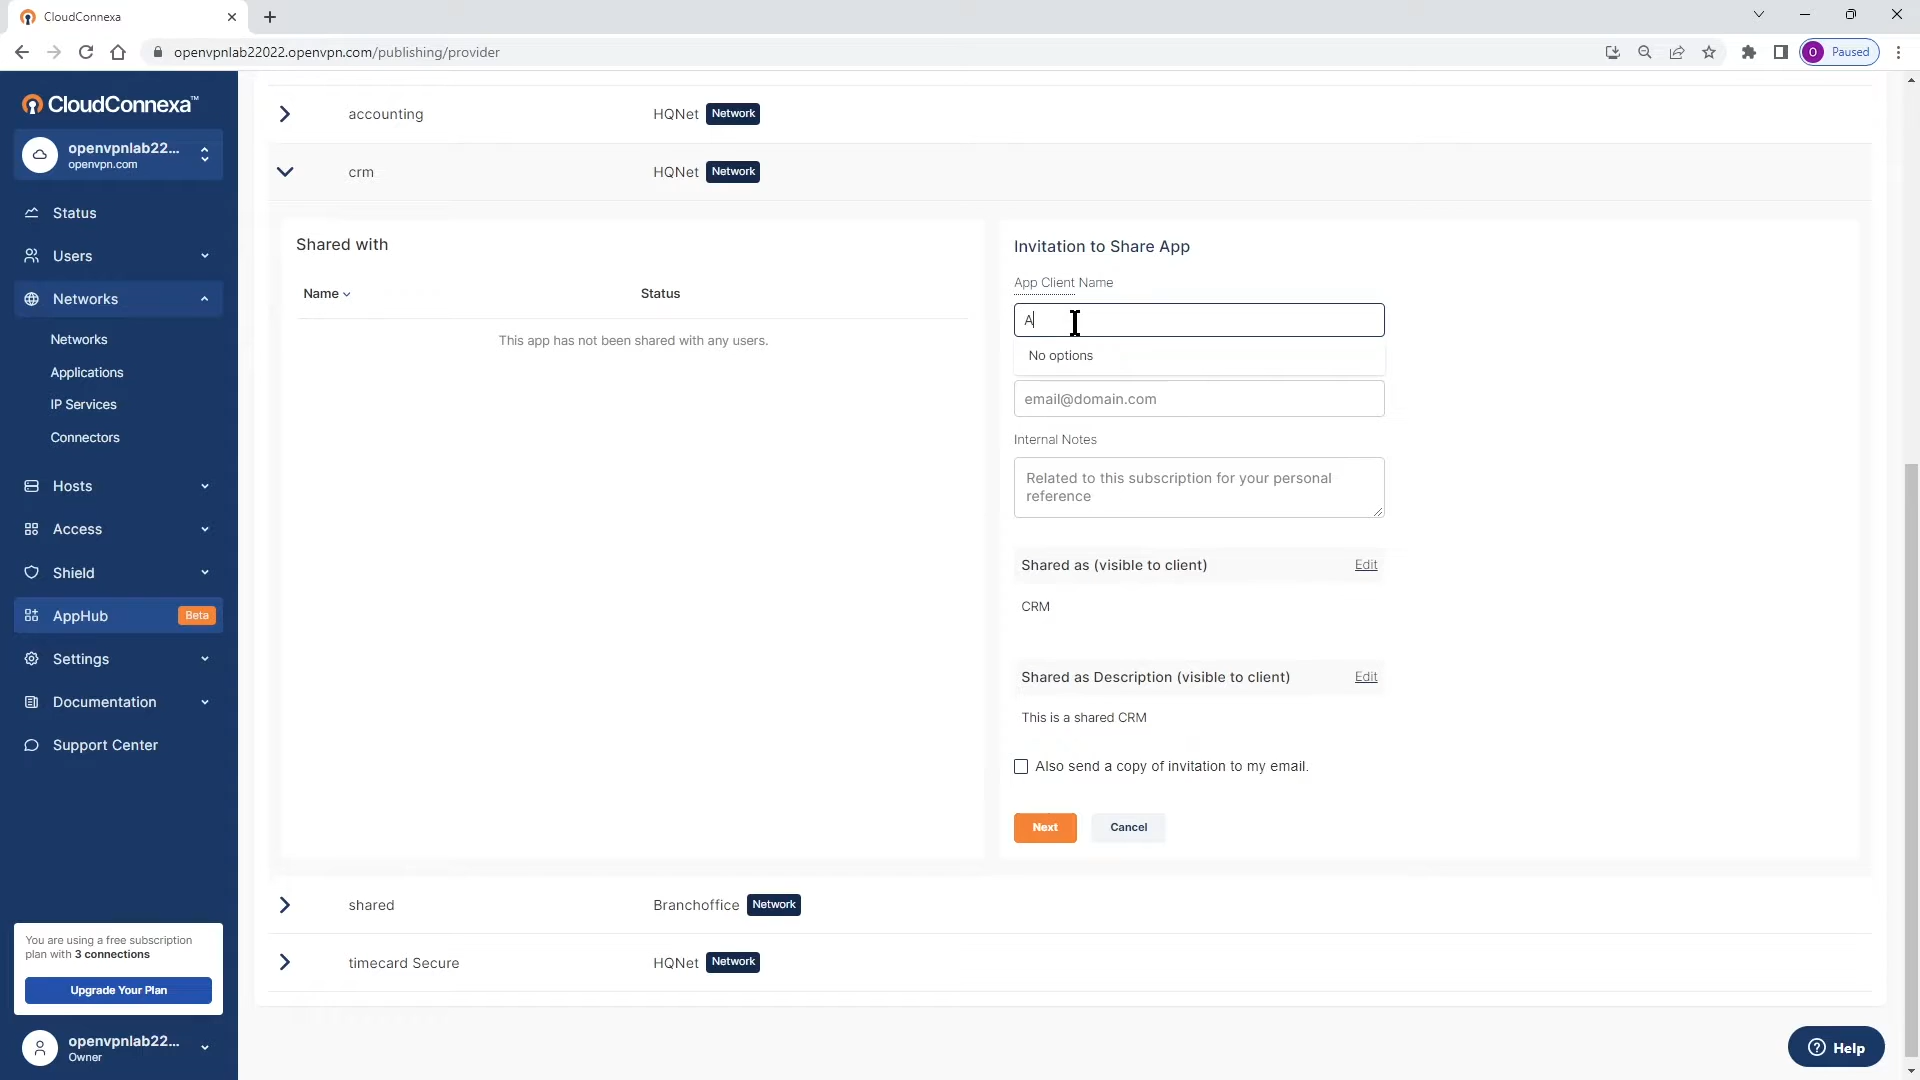 CloudConnexa
openvpnlab22022.openvpn.com/publishing/provider
O Paused
CloudConnexa™
openvpnlab22...
openvpn.com
Status
Users
Networks
Networks
Applications
IP Services
Connectors
Hosts
Access
Shield
AppHub Beta
Settings
Documentation
Support Center
You are using a free subscription
plan with 3 connections
Upgrade Your Plan
openvpnlab22...
Owner
accounting HQNet Network
crm HQNet Network
Shared with
Name Status
This app has not been shared with any users.
Invitation to Share App
App Client Name
A
No options
email@domain.com
Internal Notes
Related to this subscription for your personal
reference
Shared as (visible to client) Edit
CRM
Shared as Description (visible to client) Edit
This is a shared CRM
Also send a copy of invitation to my email.
Next Cancel
shared Branchoffice Network
timecard Secure HQNet Network
Help